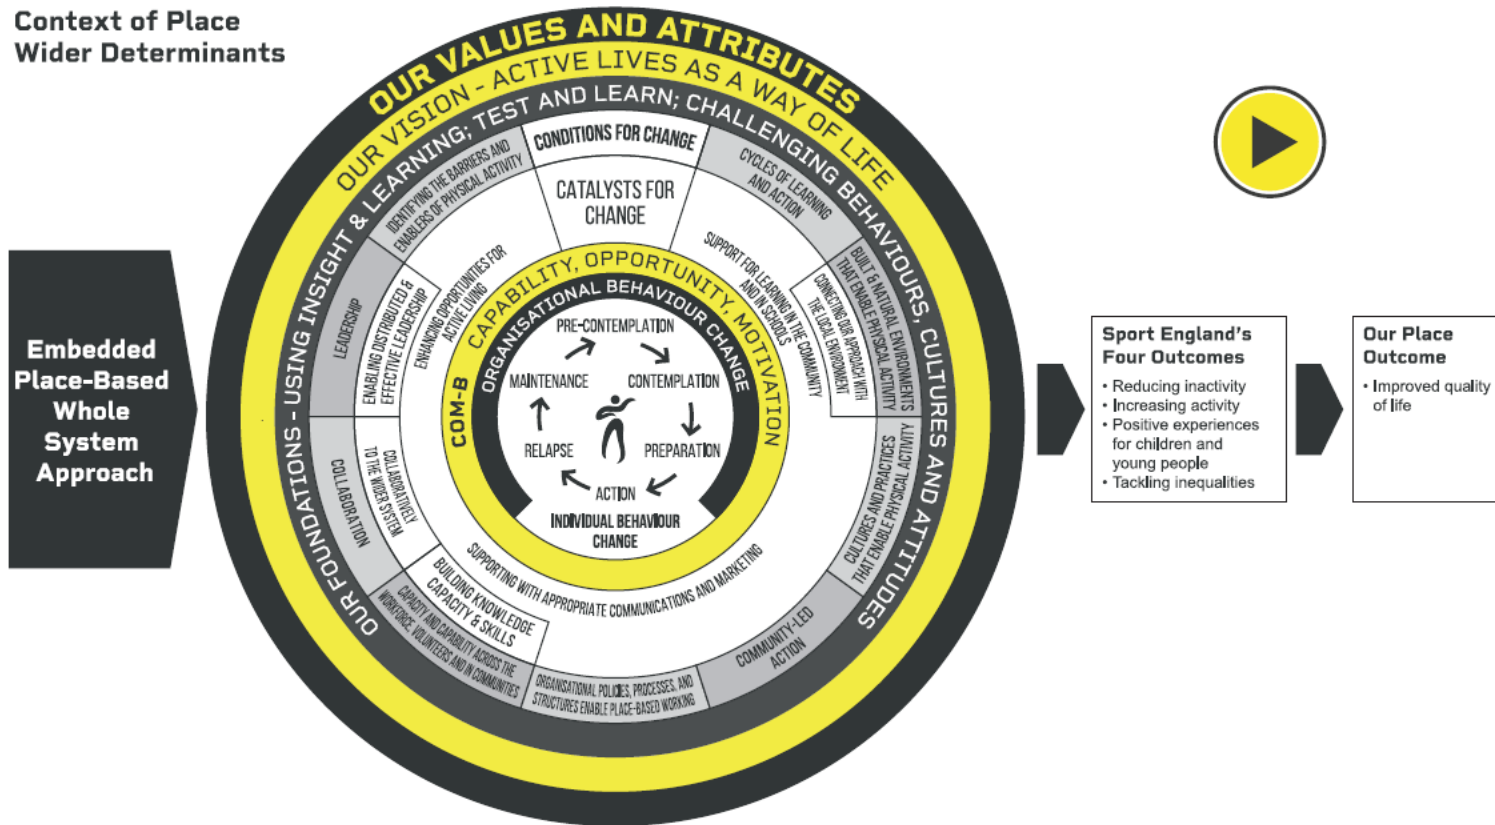 Context of Place
Wider Determinants
OUR VALUES AND ATTRIBUTES
OUR VISION - ACTIVE LIVES AS A WAY OF LIFE
OUR FOUNDATIONS - USING INSIGHT & LEARNING; TEST AND LEARN; CHALLENGING BEHAVIOURS, CULTURES AND ATTITUDES
CONDITIONS FOR CHANGE
CYCLES OF LEARNING
AND ACTION
BUILT & NATURAL ENVIRONMENTS
THAT ENABLE PHYSICAL ACTIVITY
CULTURES AND PRACTICES
THAT ENABLE PHYSICAL ACTIVITY
COMMUNITY-LED
ACTION
ORGANISATIONAL POLICIES, PROCESSES, AND
STRUCTURES ENABLE PLACE-BASED WORKING
CAPACITY AND CAPABILITY ACROSS THE
WORKFORCE, VOLUNTEERS AND IN COMMUNITIES
COLLABORATION
LEADERSHIP
IDENTIFYING THE BARRIERS AND
ENABLERS OF PHYSICAL ACTIVITY
CATALYSTS FOR
CHANGE
SUPPORT FOR LEARNING IN THE COMMUNITY
AND IN SCHOOLS
CONNECTING OUR APPROACH WITH
THE LOCAL ENVIRONMENT
SUPPORTING WITH APPROPRIATE COMMUNICATIONS AND MARKETING
BUILDING KNOWLEDGE
CAPACITY & SKILLS
COLLABORATIVELY
TO THE WIDER SYSTEM
ENABLING DISTRIBUTED &
EFFECTIVE LEADERSHIP
ENHANCING OPPORTUNITIES FOR
ACTIVE LIVING
COM-B
CAPABILITY, OPPORTUNITY, MOTIVATION
ORGANISATIONAL BEHAVIOUR CHANGE
PRE-CONTEMPLATION
CONTEMPLATION
PREPARATION
ACTION
RELAPSE
MAINTENANCE
INDIVIDUAL BEHAVIOUR
CHANGE
Embedded
Place-Based
Whole
System
Approach
Sport England's
Four Outcomes
• Reducing inactivity
• Increasing activity
• Positive experiences
for children and
young people
• Tackling inequalities
Our Place
Outcome
• Improved quality
of life